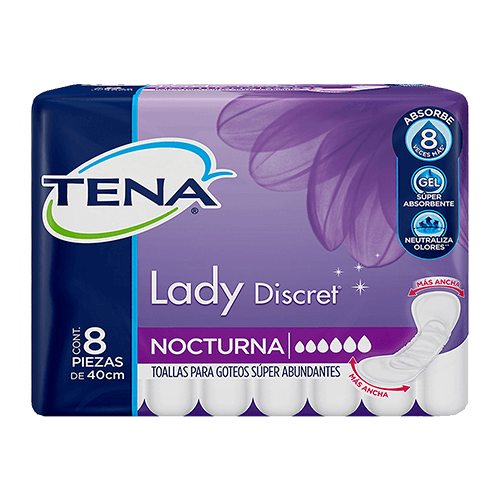 TENA®
Lady Discret®
NOCTURNA
TOALLAS PARA GOTEOS SÚPER ABUNDANTES
CONT. 8
PIEZAS
DE 40cm
ABSORBE
8
VECES MÁS*
GEL
SÚPER
ABSORBENTE
NEUTRALIZA
OLORES**
MÁS ANCHA
MÁS ANCHA